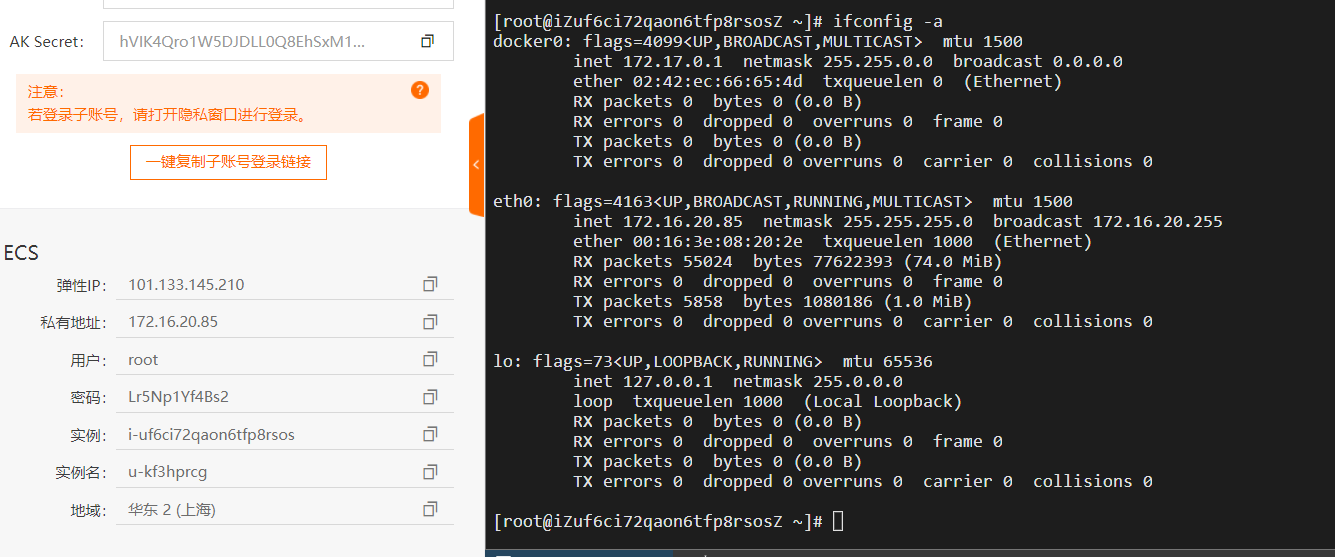 AK Secret: hVIK4Qro1W5DJDLL0Q8EhSxM1...
注意:
若登录子账号，请打开隐私窗口进行登录。
?
一键复制子账号登录链接
ECS
弹性IP: 101.133.145.210
私有地址: 172.16.20.85
用户: root
密码: Lr5Np1Yf4Bs2
实例: i-uf6ci72qaon6tfp8rsos
实例名: u-kf3hprcg
地域: 华东 2 (上海)
[root@iZuf6ci72qaon6tfp8rsosZ ~]# ifconfig -a
docker0: flags=4099<UP,BROADCAST,MULTICAST>  mtu 1500
        inet 172.17.0.1  netmask 255.255.0.0  broadcast 0.0.0.0
        ether 02:42:ec:66:65:4d  txqueuelen 0  (Ethernet)
        RX packets 0  bytes 0 (0.0 B)
        RX errors 0  dropped 0  overruns 0  frame 0
        TX packets 0  bytes 0 (0.0 B)
        TX errors 0  dropped 0 overruns 0  carrier 0  collisions 0
eth0: flags=4163<UP,BROADCAST,RUNNING,MULTICAST>  mtu 1500
        inet 172.16.20.85  netmask 255.255.255.0  broadcast 172.16.20.255
        ether 00:16:3e:08:20:2e  txqueuelen 1000  (Ethernet)
        RX packets 55024  bytes 77622393 (74.0 MiB)
        RX errors 0  dropped 0  overruns 0  frame 0
        TX packets 5858  bytes 1080186 (1.0 MiB)
        TX errors 0  dropped 0 overruns 0  carrier 0  collisions 0
lo: flags=73<UP,LOOPBACK,RUNNING>  mtu 65536
        inet 127.0.0.1  netmask 255.0.0.0
        loop  txqueuelen 1000  (Local Loopback)
        RX packets 0  bytes 0 (0.0 B)
        RX errors 0  dropped 0  overruns 0  frame 0
        TX packets 0  bytes 0 (0.0 B)
        TX errors 0  dropped 0 overruns 0  carrier 0  collisions 0
[root@iZuf6ci72qaon6tfp8rsosZ ~]#